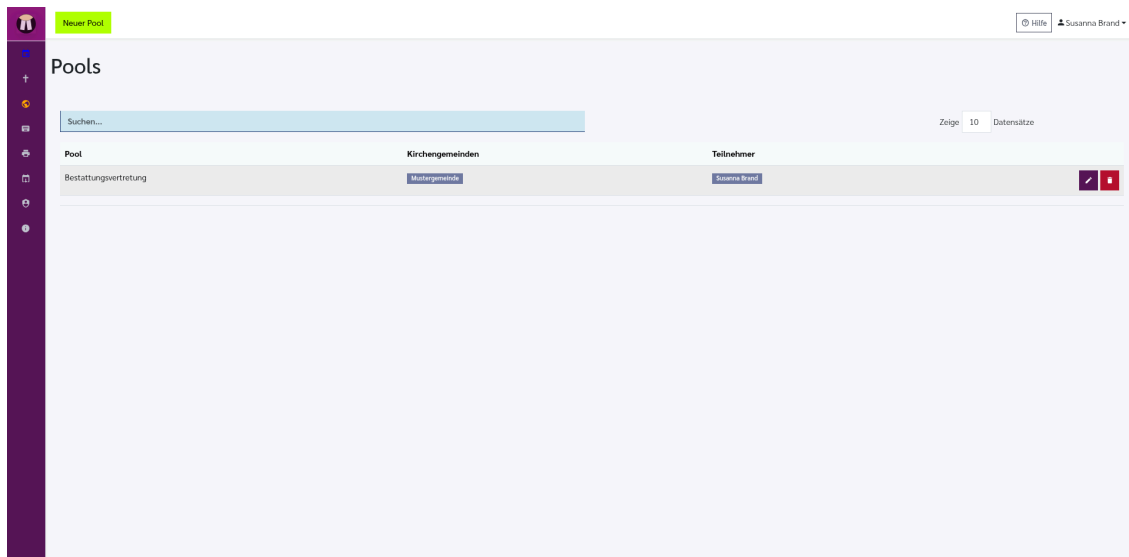 Neuer Pool
Hilfe
Susanna Brand
Pools
Suchen...
Zeige 10 Datensätze
Pool Kirchengemeinden Teilnehmer
Bestattungsvertretung Mustergemeinde Susanna Brand